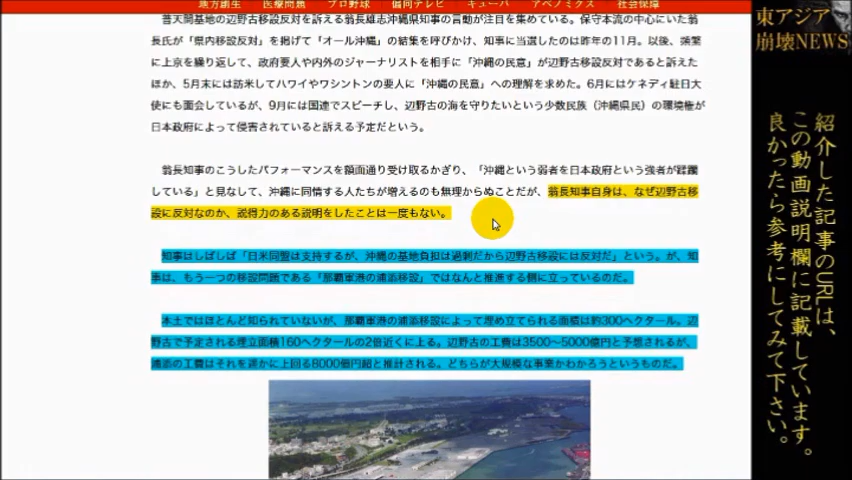 地方創生 医療問題 プロ野球 偏向テレビ キューバ アベノミクス 社会保障
普天間基地の辺野古移設反対を訴える翁長雄志沖縄県知事の言動が注目を集めている。保守本流の中心にいた翁
長氏が「県内移設反対」を掲げて「オール沖縄」の結集を呼びかけ、知事に当選したのは昨年の11月。以後、頻繁
に上京を繰り返して、政府要人や内外のジャーナリストを相手に「沖縄の民意」が辺野古移設反対であると訴えた
ほか、5月末には訪米してハワイやワシントンの要人に「沖縄の民意」への理解を求めた。6月にはケネディ駐日大
使にも面会しているが、9月には国連でスピーチし、辺野古の海を守りたいという少数民族（沖縄県民）の環境権が
日本政府によって侵害されていると訴える予定だという。
翁長知事のこうしたパフォーマンスを額面通り受け取るかぎり、「沖縄という弱者を日本政府という強者が蹂躙
している」と見なして、沖縄に同情する人たちが増えるのも無理からぬことだが、翁長知事自身は、なぜ辺野古移
設に反対なのか、説得力のある説明をしたことは一度もない。
知事はしばしば「日米同盟は支持するが、沖縄の基地負担は過剰だから辺野古移設には反対だ」という。が、知
事は、もう一つの移設問題である「那覇軍港の浦添移設」ではなんと推進する側に立っているのだ。
本土ではほとんど知られていないが、那覇軍港の浦添移設によって埋め立てられる面積は約300ヘクタール。辺
野古で予定される埋立面積160ヘクタールの2倍近くに上る。辺野古の工費は3500〜5000億円と予想されるが、
浦添の工費はそれを遥かに上回る8000億円超と推計される。どちらが大規模な事業かわかろうというものだ。
東アジア
崩壊NEWS
紹介した記事のURLは、
この動画説明欄に記載しています。
良かったら参考にしてみて下さい。